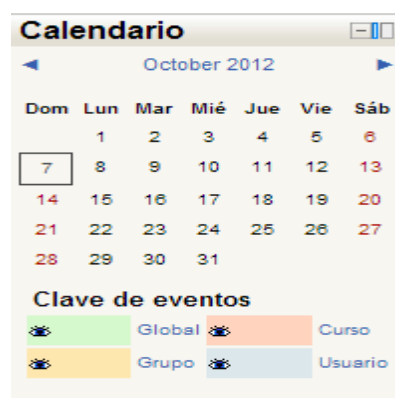 Calendario
October 2012
Dom Lun Mar Mié Jue Vie Sáb
1 2 3 4 5 6
7 8 9 10 11 12 13
14 15 16 17 18 19 20
21 22 23 24 25 26 27
28 29 30 31
Clave de eventos
Global Curso
Grupo Usuario